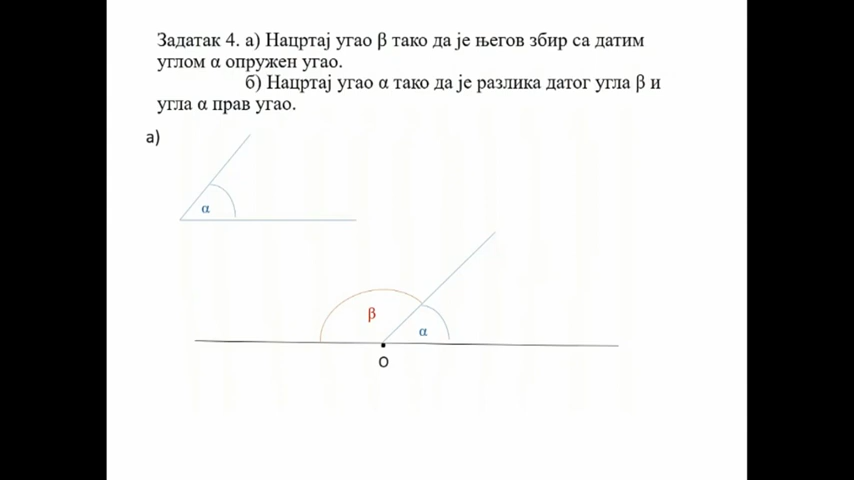 Задатак 4. а) Нацртај угао β тако да је његов збир са датим
углом α опружен угао.
б) Нацртај угао α тако да је разлика датог угла β и
угла α прав угао.
а)
α
β
α
О